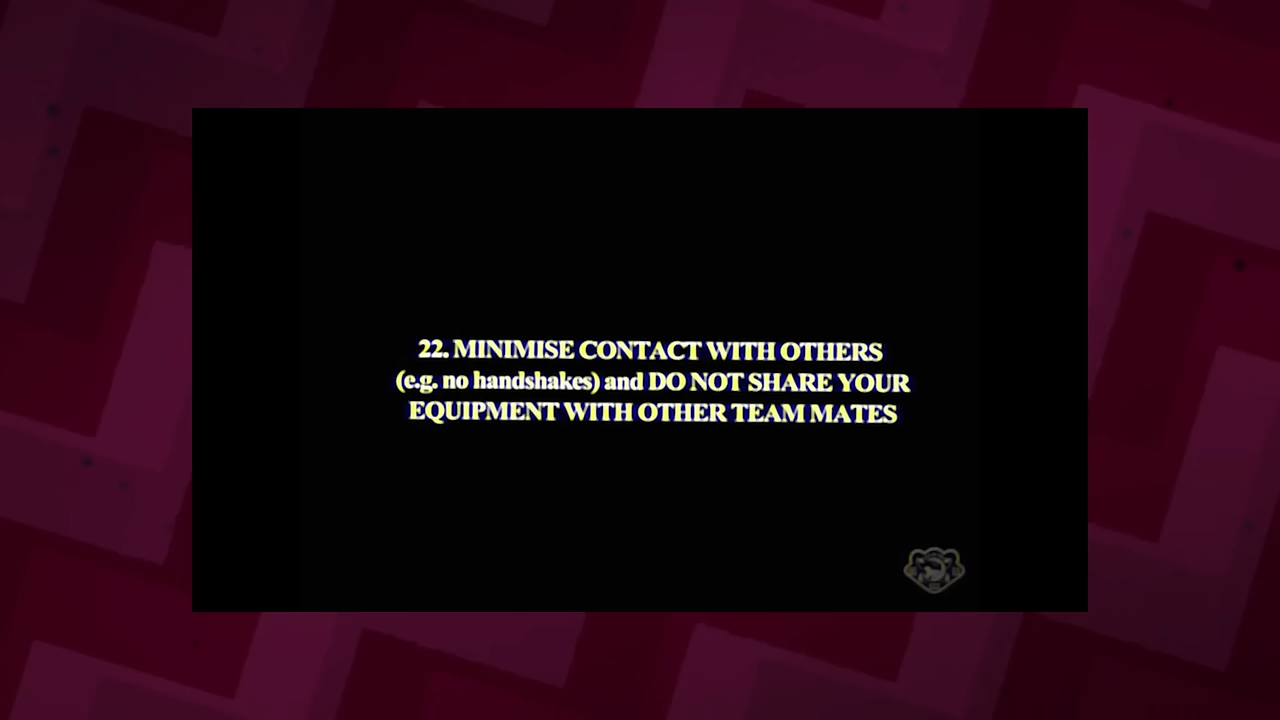 22. MINIMISE CONTACT WITH OTHERS
(e.g. no handshakes) and DO NOT SHARE YOUR
EQUIPMENT WITH OTHER TEAM MATES